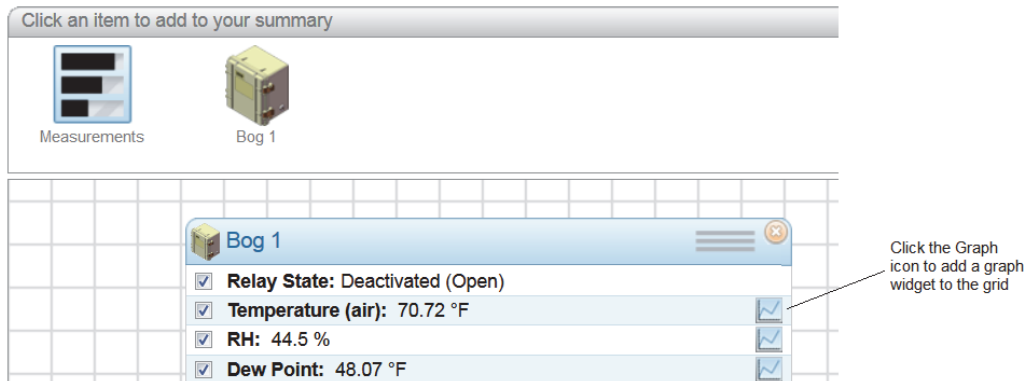 Click an item to add to your summary
Measurements
Bog 1
Bog 1
Relay State: Deactivated (Open)
Temperature (air): 70.72 °F
RH: 44.5 %
Dew Point: 48.07 °F
Click the Graph
icon to add a graph
widget to the grid